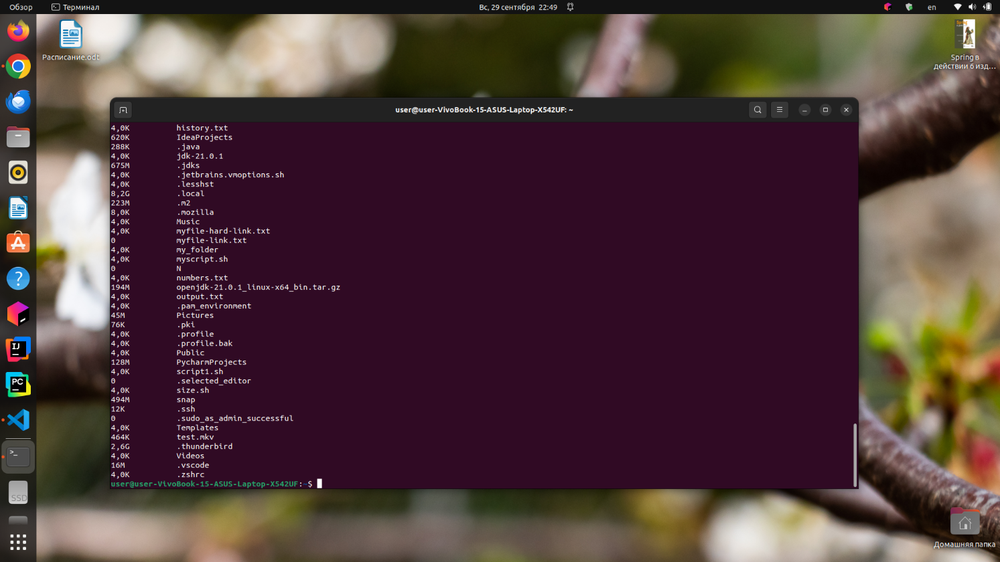 Обзор
Терминал
Вс, 29 сентября 22:49
en
Расписание.odt
Spring в
действии 6 изд...
user@user-VivoBook-15-ASUS-Laptop-X542UF: ~
4,0K history.txt
620K IdeaProjects
288K .java
4,0K jdk-21.0.1
675M .jdks
4,0K .jetbrains.vmoptions.sh
4,0K .lesshst
8,2G .local
223M .m2
8,0K .mozilla
4,0K Music
4,0K myfile-hard-link.txt
0 myfile-link.txt
4,0K my_folder
4,0K myscript.sh
0 N
4,0K numbers.txt
194M openjdk-21.0.1_linux-x64_bin.tar.gz
4,0K output.txt
4,0K .pam_environment
45M Pictures
76K .pki
4,0K .profile
4,0K .profile.bak
4,0K Public
128M PycharmProjects
4,0K script1.sh
0 .selected_editor
4,0K size.sh
494M snap
12K .ssh
0 .sudo_as_admin_successful
4,0K Templates
464K test.mkv
2,6G .thunderbird
4,0K Videos
16M .vscode
4,0K .zshrc
user@user-VivoBook-15-ASUS-Laptop-X542UF:~$
IJ
PC
SSD
Домашняя папка